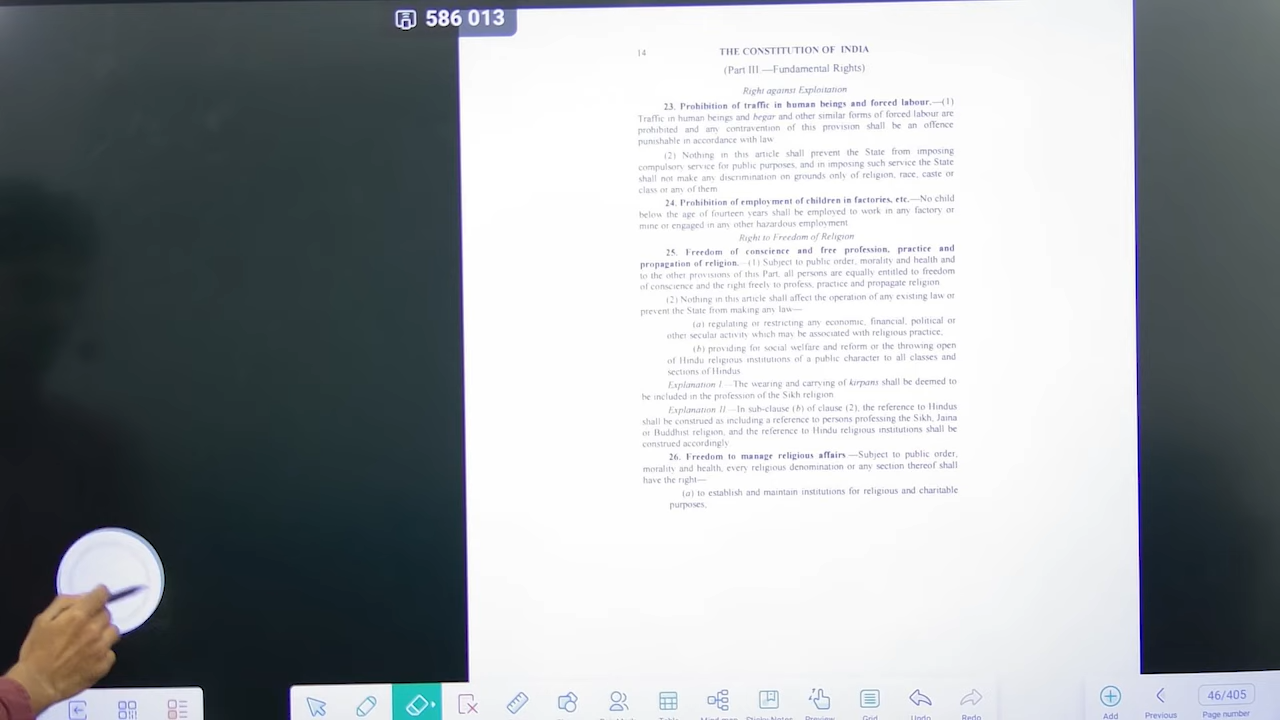 586 013
14 THE CONSTITUTION OF INDIA
(Part III —Fundamental Rights)
Right against Exploitation
23. Prohibition of traffic in human beings and forced labour.—(1)
Traffic in human beings and begar and other similar forms of forced labour are
prohibited and any contravention of this provision shall be an offence
punishable in accordance with law
(2) Nothing in this article shall prevent the State from imposing
compulsory service for public purposes, and in imposing such service the State
shall not make any discrimination on grounds only of religion, race, caste or
class or any of them
24. Prohibition of employment of children in factories, etc.—No child
below the age of fourteen years shall be employed to work in any factory or
mine or engaged in any other hazardous employment
Right to Freedom of Religion
25. Freedom of conscience and free profession, practice and
propagation of religion.—(1) Subject to public order, morality and health and
to the other provisions of this Part, all persons are equally entitled to freedom
of conscience and the right freely to profess, practice and propagate religion
(2) Nothing in this article shall affect the operation of any existing law or
prevent the State from making any law—
(a) regulating or restricting any economic, financial, political or
other secular activity which may be associated with religious practice,
(b) providing for social welfare and reform or the throwing open
of Hindu religious institutions of a public character to all classes and
sections of Hindus
Explanation I —The wearing and carrying of kirpans shall be deemed to
be included in the profession of the Sikh religion
Explanation II —In sub-clause (b) of clause (2), the reference to Hindus
shall be construed as including a reference to persons professing the Sikh, Jaina
or Buddhist religion, and the reference to Hindu religious institutions shall be
construed accordingly
26. Freedom to manage religious affairs —Subject to public order,
morality and health, every religious denomination or any section thereof shall
have the right—
(a) to establish and maintain institutions for religious and charitable
purposes,
46/405
Table Mind map Sticky Notes Preview Grid Undo Redo Add Previous Page number